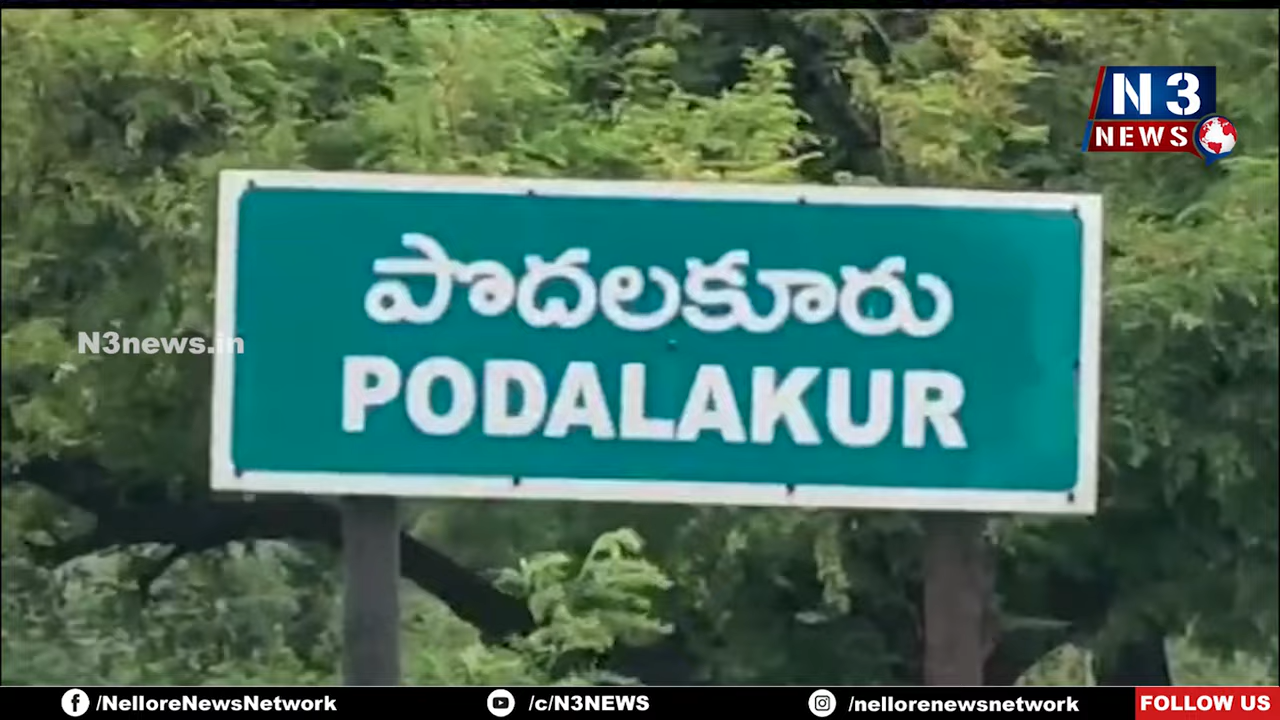 N3
NEWS
పొదలకూరు
N3news.in
PODALAKUR
/NelloreNewsNetwork
/c/N3NEWS
/nellorenewsnetwork
FOLLOW US